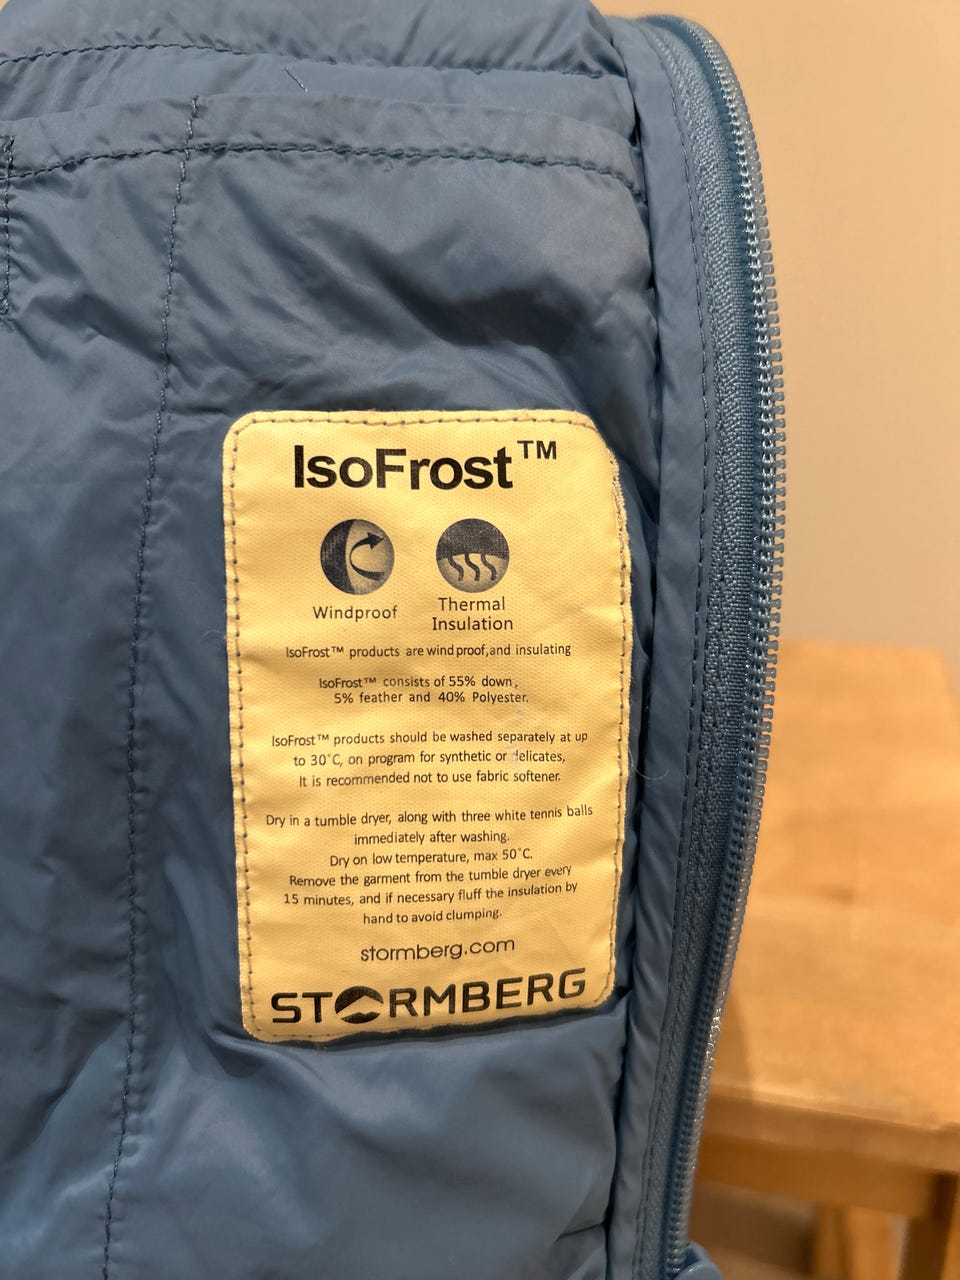 IsoFrost™
Windproof
Thermal
Insulation
IsoFrost™ products are wind proof,and insulating
IsoFrost™ consists of 55% down,
5% feather and 40% Polyester.
IsoFrost™ products should be washed separately at up
to 30°C, on program for synthetic or delicates,
It is recommended not to use fabric softener.
Dry in a tumble dryer, along with three white tennis balls
immediately after washing.
Dry on low temperature, max 50°C.
Remove the garment from the tumble dryer every
15 minutes, and if necessary fluff the insulation by
hand to avoid clumping.
stormberg.com
STORMBERG